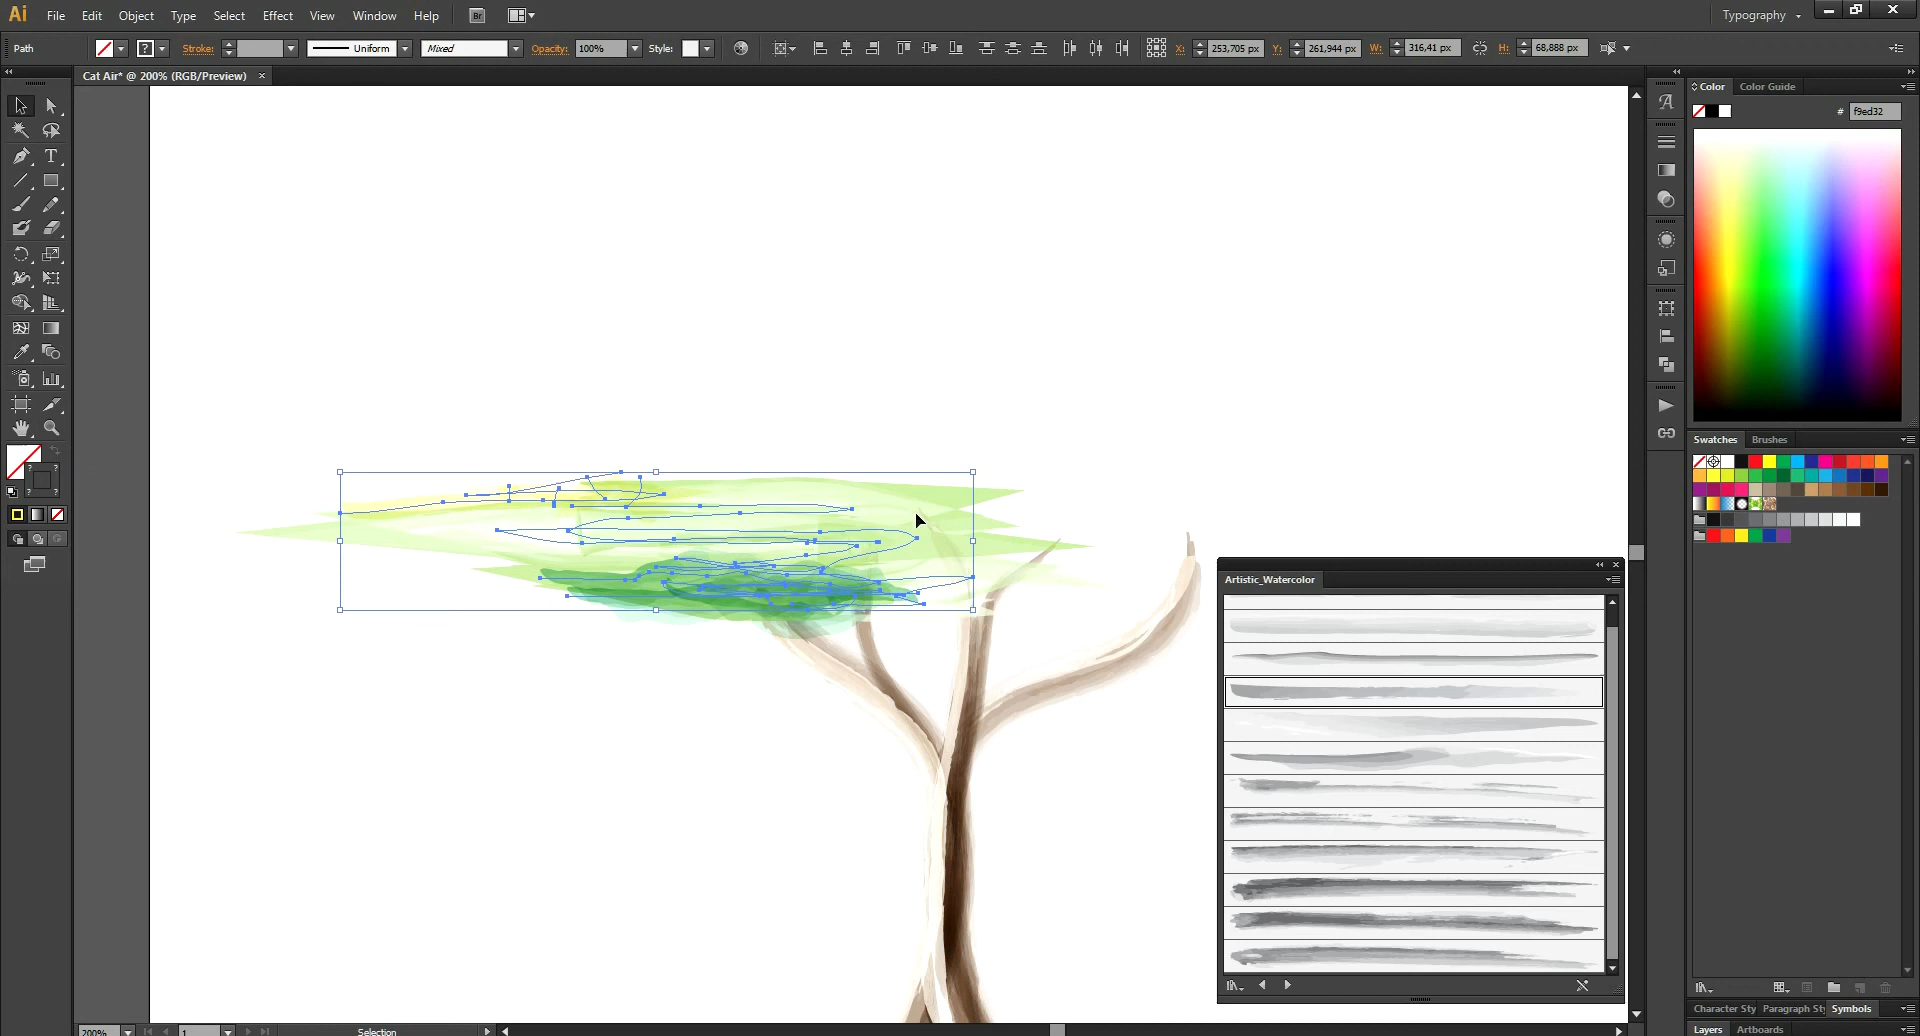 Ai File Edit Object Type Select Effect View Window Help Br Typography
Path Stroke: Uniform Mixed Opacity: 100% Style: X: 253,705 px Y: 261,944 px W: 316,41 px H: 68,888 px
Cat Air* @ 200% (RGB/Preview) ×
Color Color Guide
# f9ed32
Swatches Brushes
Artistic_Watercolor
Character Sty Paragraph Sty Symbols
Layers Artboards
200% 1 Selection